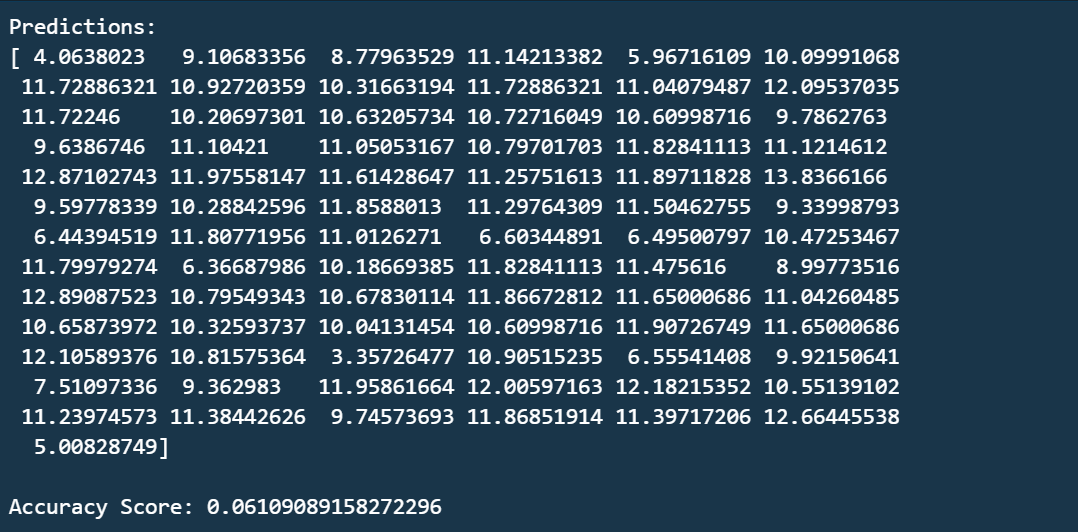 Predictions:
[ 4.0638023   9.10683356  8.77963529 11.14213382  5.96716109 10.09991068
 11.72886321 10.92720359 10.31663194 11.72886321 11.04079487 12.09537035
 11.72246    10.20697301 10.63205734 10.72716049 10.60998716  9.7862763
  9.6386746  11.10421    11.05053167 10.79701703 11.82841113 11.1214612
 12.87102743 11.97558147 11.61428647 11.25751613 11.89711828 13.8366166
  9.59778339 10.28842596 11.8588013  11.29764309 11.50462755  9.33998793
  6.44394519 11.80771956 11.0126271   6.60344891  6.49500797 10.47253467
 11.79979274  6.36687986 10.18669385 11.82841113 11.475616    8.99773516
 12.89087523 10.79549343 10.67830114 11.86672812 11.65000686 11.04260485
 10.65873972 10.32593737 10.04131454 10.60998716 11.90726749 11.65000686
 12.10589376 10.81575364  3.35726477 10.90515235  6.55541408  9.92150641
  7.51097336  9.362983   11.95861664 12.00597163 12.18215352 10.55139102
 11.23974573 11.38442626  9.74573693 11.86851914 11.39717206 12.66445538
  5.00828749]
Accuracy Score: 0.06109089158272296